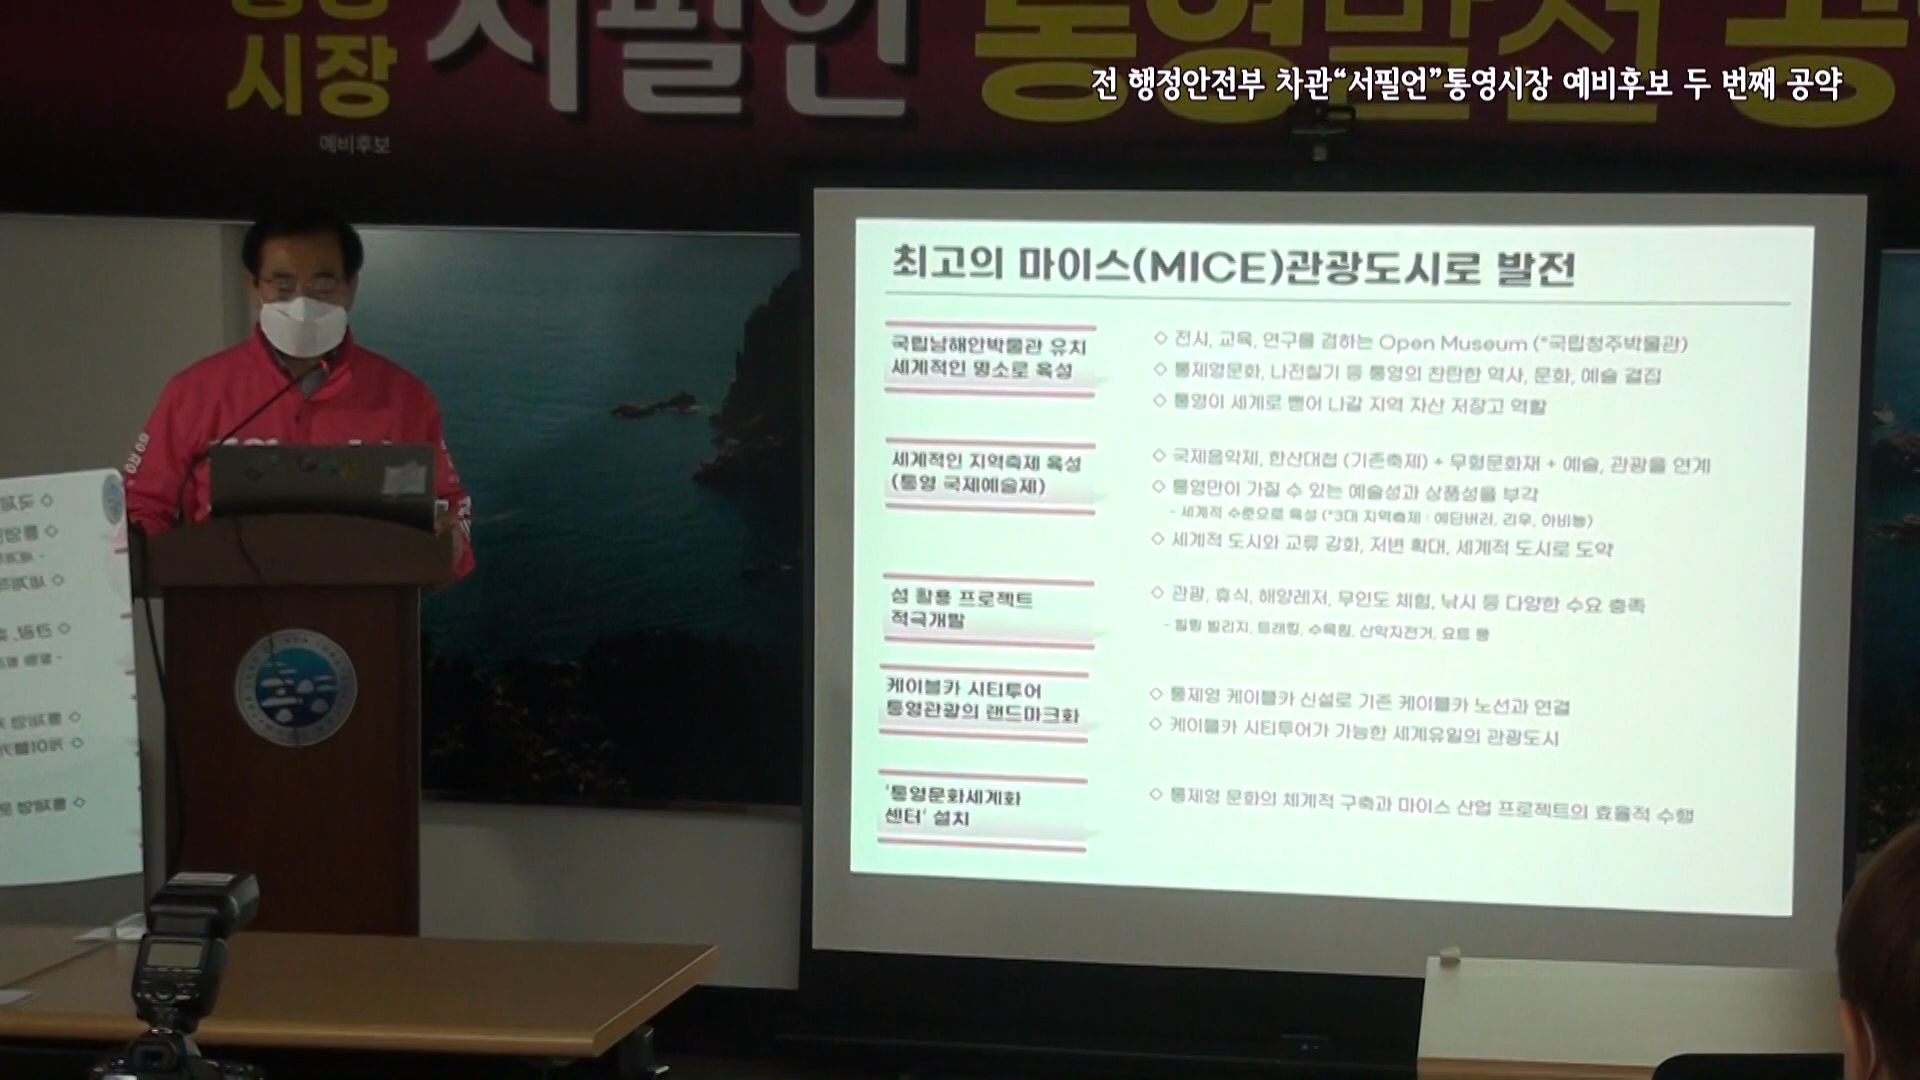 시장
서필언
통영발전 공
예비후보
전 행정안전부 차관“서필언”통영시장 예비후보 두 번째 공약
최고의 마이스(MICE)관광도시로 발전
국립남해안박물관 유치
세계적인 명소로 육성
◇ 전시, 교육, 연구를 겸하는 Open Museum (*국립청주박물관)
◇ 통제영문화, 나전칠기 등 통영의 찬란한 역사, 문화, 예술 결집
◇ 통영이 세계로 뻗어 나갈 지역 자산 저장고 역할
세계적인 지역축제 육성
(통영 국제예술제)
◇ 국제음악제, 한산대첩 (기존축제) + 무형문화재 + 예술, 관광을 연계
◇ 통영만이 가질 수 있는 예술성과 상품성을 부각
- 세계적 수준으로 육성 (*3대 지역축제 : 에딘버러, 리우, 아비뇽)
◇ 세계적 도시와 교류 강화, 저변 확대, 세계적 도시로 도약
섬 활용 프로젝트
적극개발
◇ 관광, 휴식, 해양레저, 무인도 체험, 낚시 등 다양한 수요 충족
- 힐링 빌리지, 트래킹, 수목원, 산악자전거, 요트 등
케이블카 시티투어
통영관광의 랜드마크화
◇ 통제영 케이블카 신설로 기존 케이블카 노선과 연결
◇ 케이블카 시티투어가 가능한 세계유일의 관광도시
'통영문화세계화
센터' 설치
◇ 통제영 문화의 체계적 구축과 마이스 산업 프로젝트의 효율적 수행